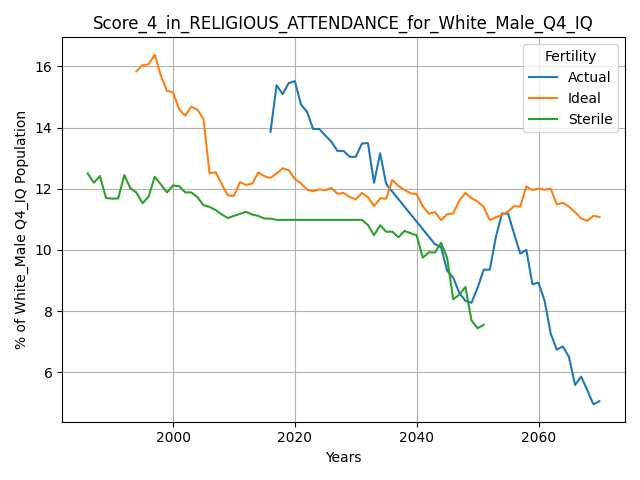 Score_4_in_RELIGIOUS_ATTENDANCE_for_White_Male_Q4_IQ
Fertility
Actual
Ideal
Sterile
% of White_Male Q4_IQ Population
16
14
12
10
8
6
2000
2020
2040
2060
Years